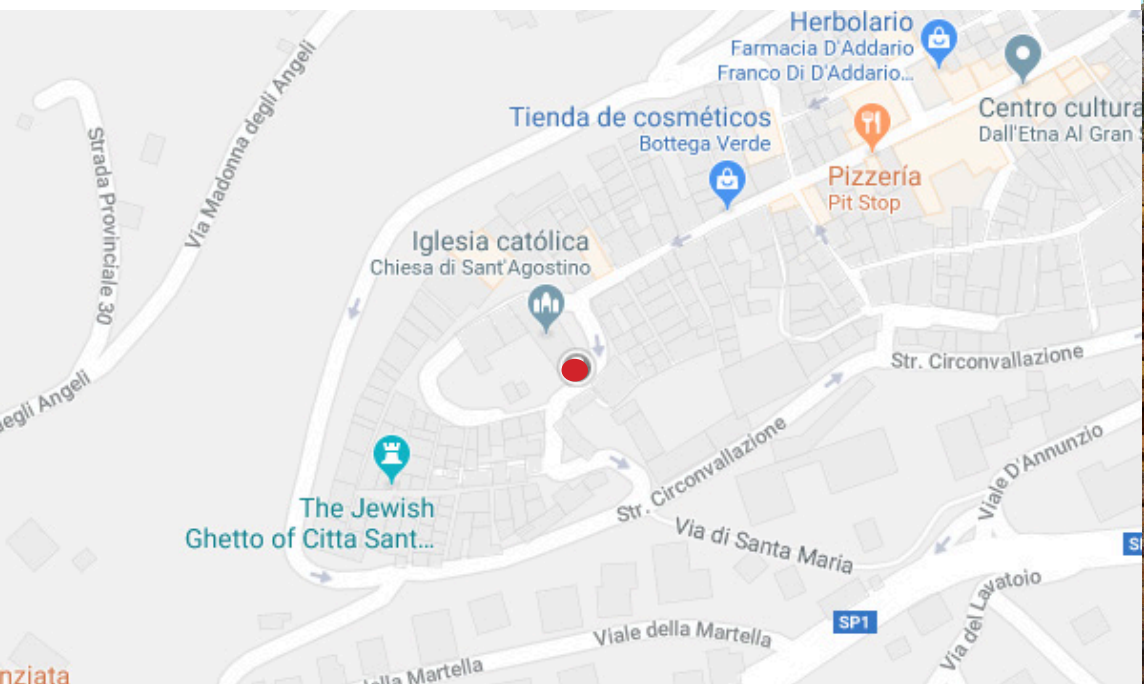 Herbolario
Farmacia D'Addario
Franco Di D'Addario...
Via Madonna degli Angeli
Tienda de cosméticos
Bottega Verde
Centro cultura
Dall'Etna Al Gran
Strada Provinciale 30
Pizzería
Pit Stop
Iglesia católica
Chiesa di Sant'Agostino
Str. Circonvallazione
egli Angeli
Str. Circonvallazione
Viale D'Annunzio
The Jewish
Ghetto of Citta Sant...
Via di Santa Maria
Via del Lavatoio
SP1
Viale della Martella
della Martella
nziata